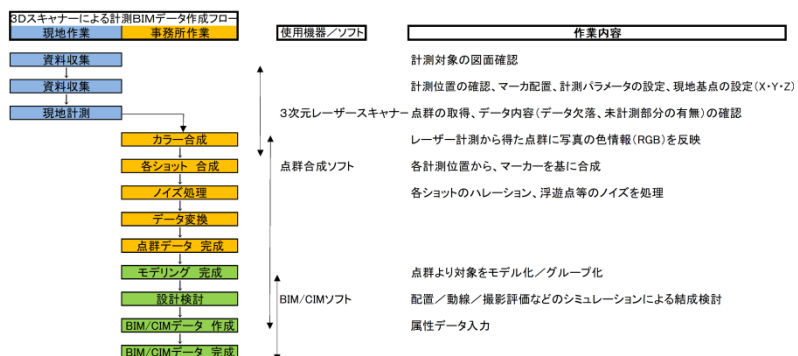 3Dスキャナーによる計測BIMデータ作成フロー
現地作業 事務所作業 使用機器／ソフト 作業内容
資料収集 計測対象の図面確認
資料収集 計測位置の確認、マーカ配置、計測パラメータの設定、現地基点の設定(X・Y・Z)
現地計測 3次元レーザースキャナー 点群の取得、データ内容(データ欠落、未計測部分の有無)の確認
カラー合成 レーザー計測から得た点群に写真の色情報(RGB)を反映
各ショット 合成 点群合成ソフト 各計測位置から、マーカーを基に合成
ノイズ処理 各ショットのハレーション、浮遊点等のノイズを処理
データ変換
点群データ 完成
モデリング 完成 点群より対象をモデル化／グループ化
設計検討 BIM/CIMソフト 配置／動線／撮影評価などのシミュレーションによる結成検討
BIM/CIMデータ 作成 属性データ入力
BIM/CIMデータ 完成